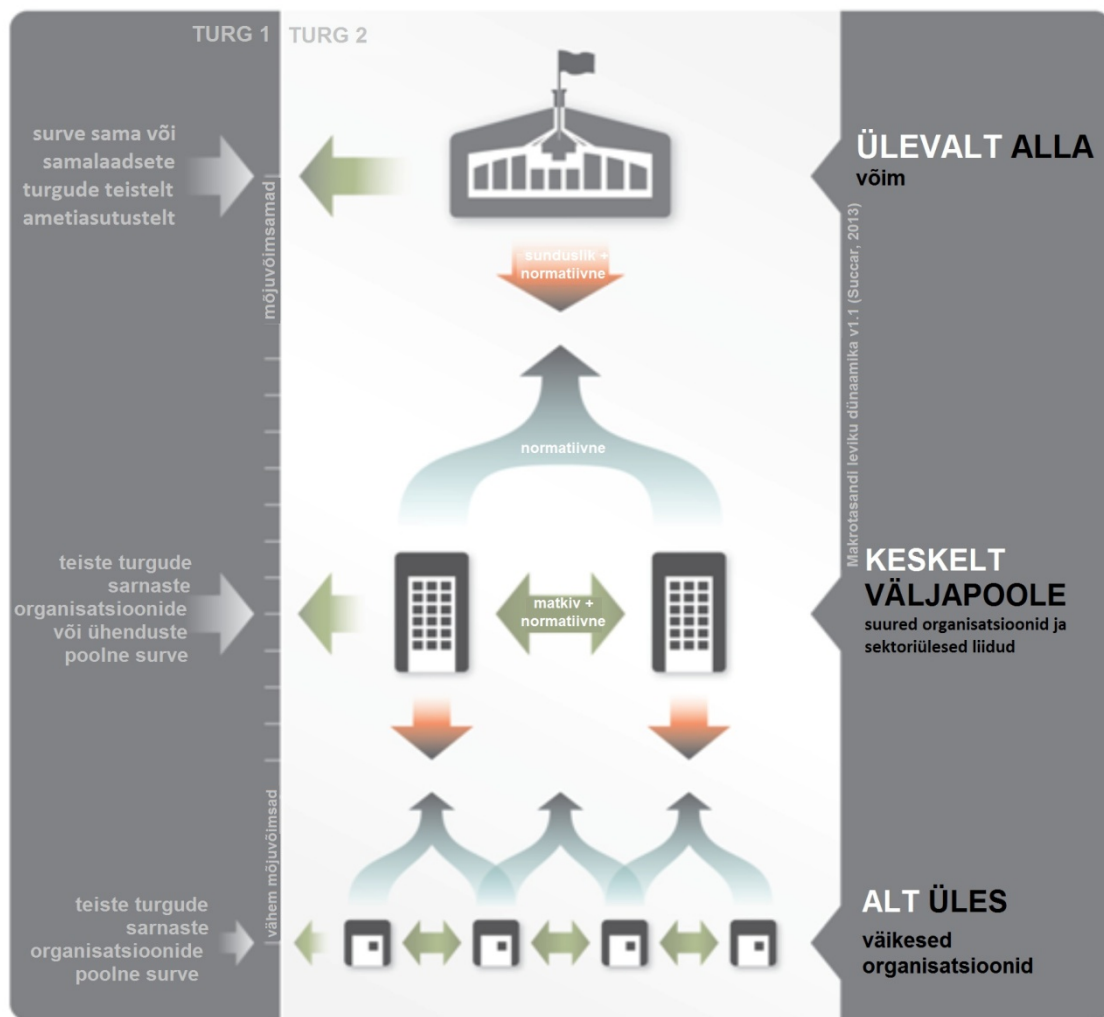 TURG 1
TURG 2
surve sama või
samalaadsete
turgude teistelt
ametiasutustelt
mõjuvõimsamad
sunduslik +
normatiivne
ÜLEVALT ALLA
võim
Makrotasandi leviku dünaamika v1.1 (Succar, 2013)
normatiivne
teiste turgude
sarnaste
organisatsioonide
või ühenduste
poolne surve
matkiv +
normatiivne
KESKELT
VÄLJAPOOLE
suured organisatsioonid ja
sektoriülesed liidud
vähem mõjuvõimsad
teiste turgude
sarnaste
organisatsioonide
poolne surve
ALT ÜLES
väikesed
organisatsioonid